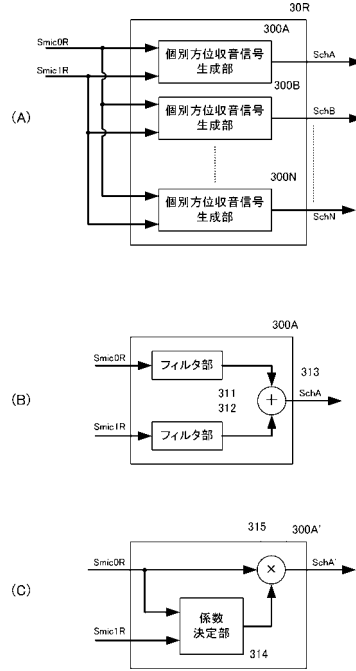 30R
300A
Smic0R
個別方位収音信号
生成部
SchA
Smic1R
300B
(A)
個別方位収音信号
生成部
SchB
300N
個別方位収音信号
生成部
SchN
300A
Smic0R
フィルタ部
313
311
SchA
(B)
312
Smic1R
フィルタ部
315
300A'
Smic0R
SchA'
(C)
係数
決定部
Smic1R
314